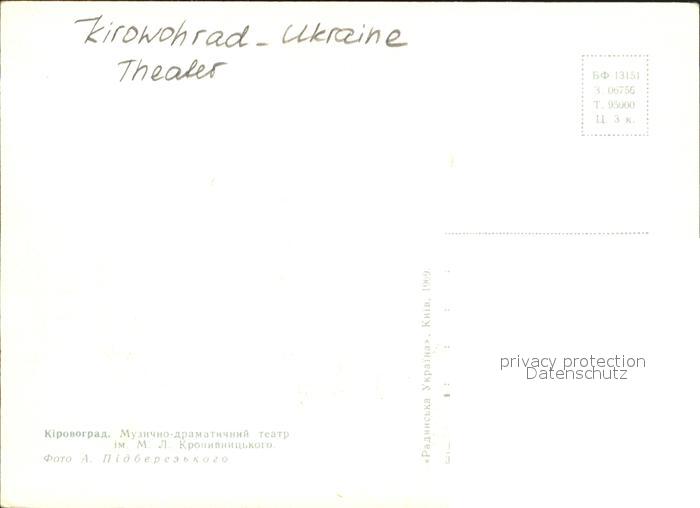 Kirowohrad - Ukraine
Theater
БФ 13151
З. 06756
Т. 95000
Ц. 3 к.
«Радянська Україна», Київ, 1969.
privacy protection
Datenschutz
Кіровоград. Музично-драматичний театр
ім. М. Л. Кропивницького.
Фото А. Підберезького